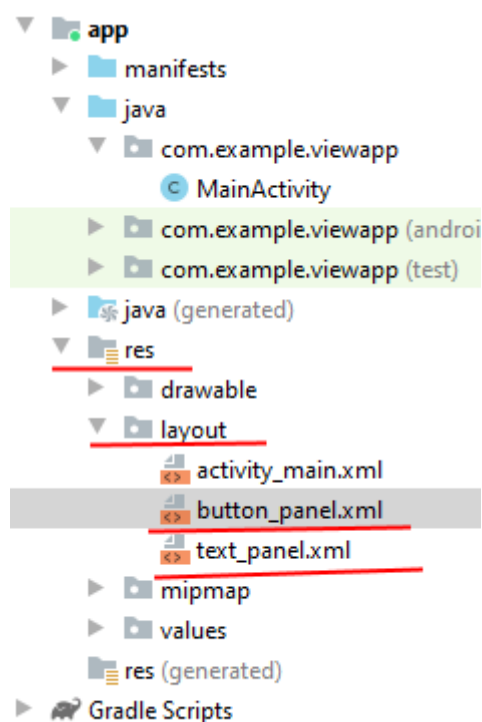 app
manifests
java
com.example.viewapp
C MainActivity
com.example.viewapp (androi
com.example.viewapp (test)
java (generated)
res
drawable
layout
activity_main.xml
button_panel.xml
text_panel.xml
mipmap
values
res (generated)
Gradle Scripts